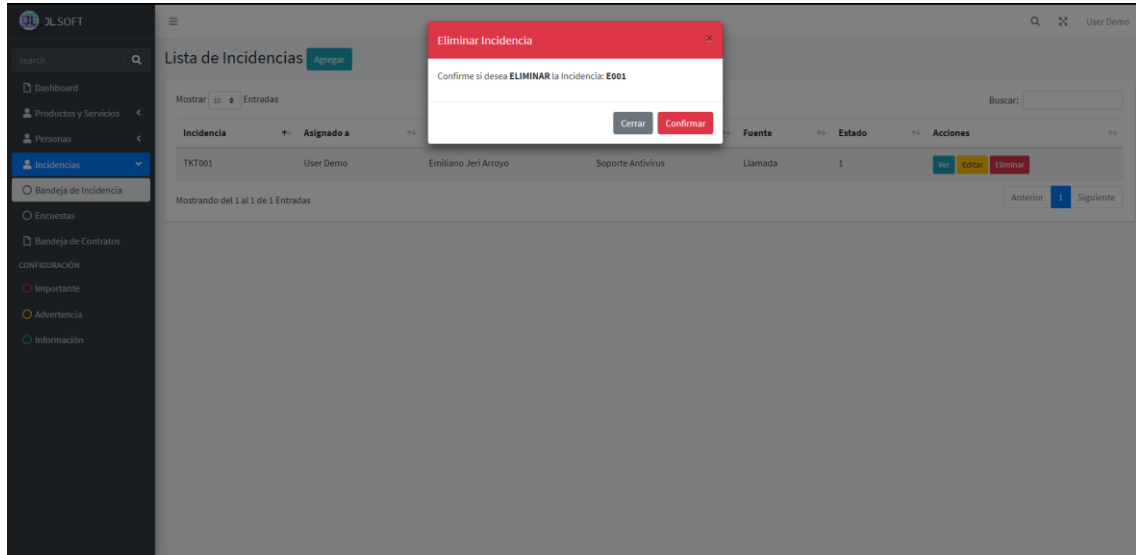 JL SOFT
User Demo
search
Dashboard
Productos y Servicios
Personas
Incidencias
Bandeja de Incidencia
Encuestas
Bandeja de Contratos
CONFIGURACIÓN
Importante
Advertencia
Información
Lista de Incidencias Agregar
Eliminar Incidencia ×
Confirme si desea ELIMINAR la Incidencia: E001
Cerrar Confirmar
Mostrar 10 Entradas Buscar:
Incidencia Asignado a Fuente Estado Acciones
TKT001 User Demo Emiliano Jeri Arroyo Soporte Antivirus Llamada 1 Ver Editar Eliminar
Mostrando del 1 al 1 de 1 Entradas Anterior 1 Siguiente